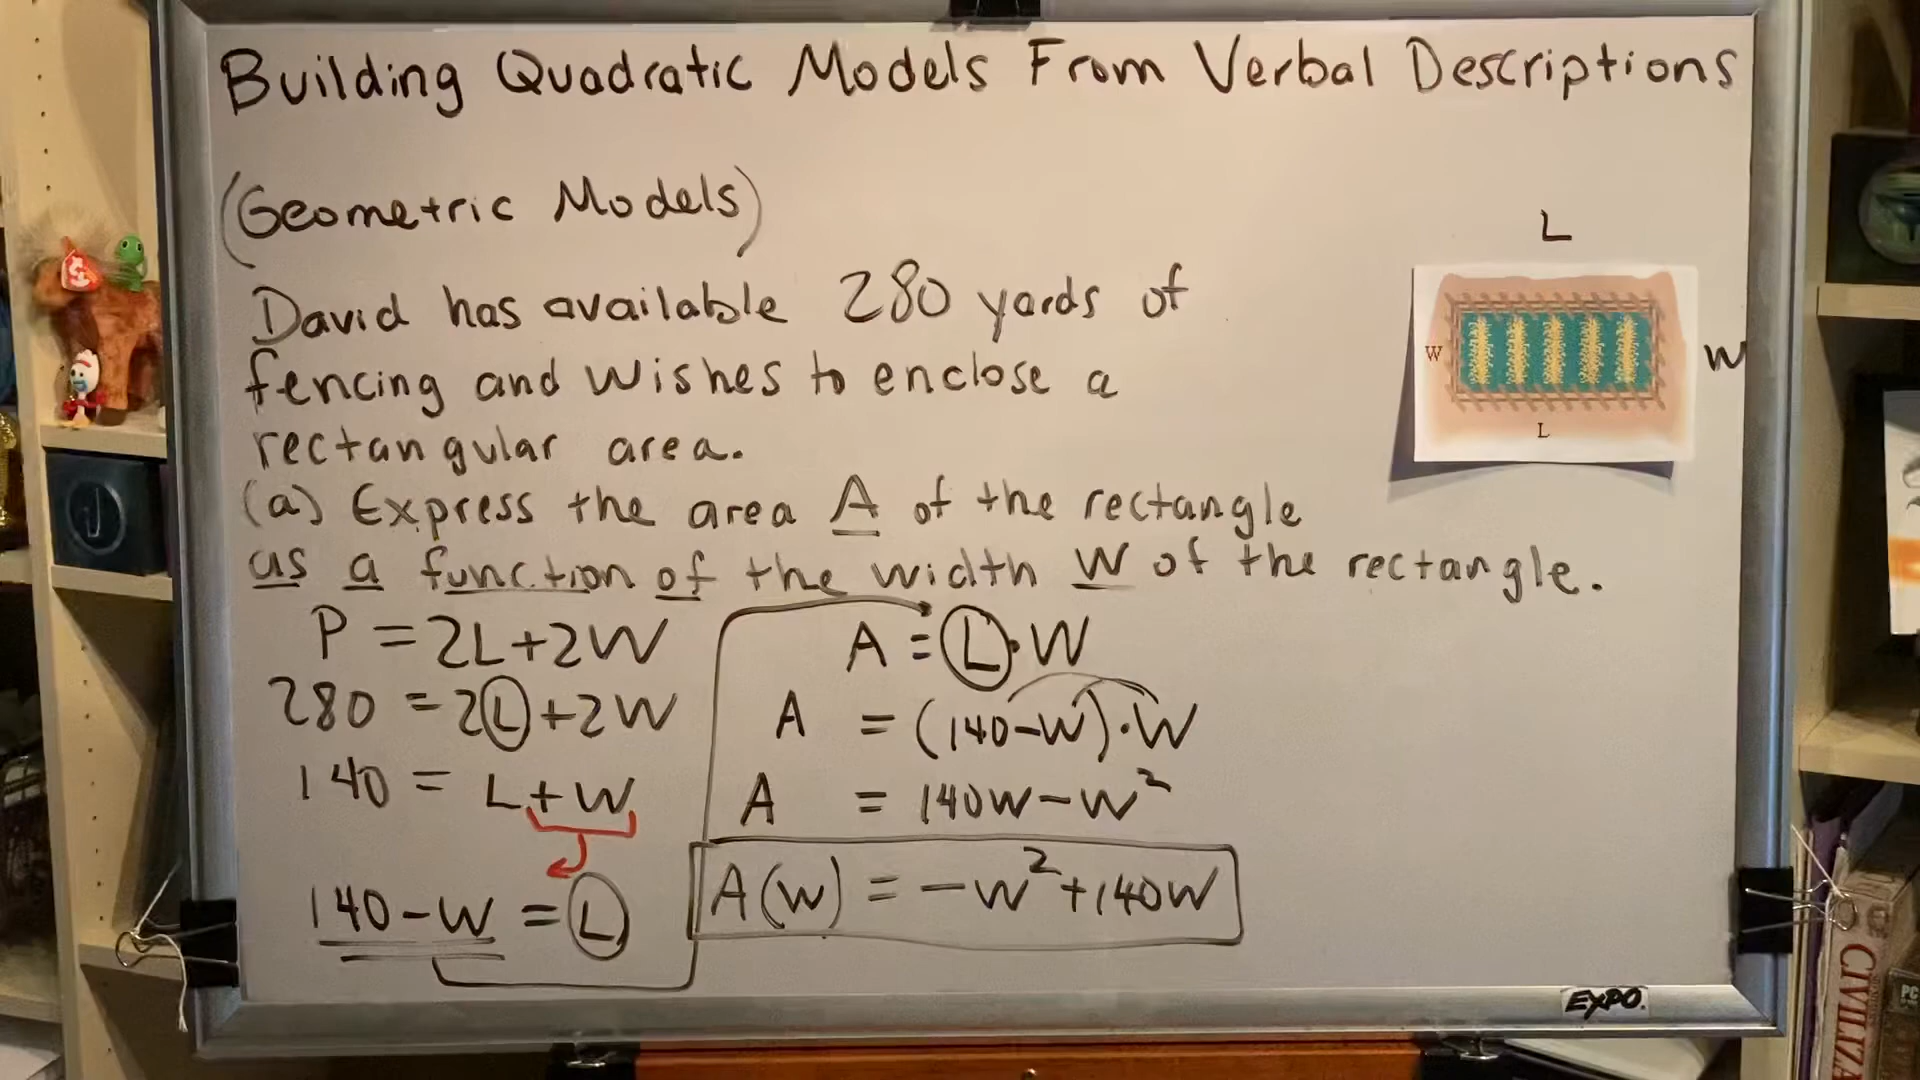 Building Quadratic Models From Verbal Descriptions
(Geometric Models)
L
David has available 280 yards of
fencing and wishes to enclose a
W
W
rectangular area.
L
(a) Express the area A of the rectangle
as a function of the width W of the rectangle.
P = 2L+2W
280 = 2L+2W
140 = L+W
140-W = L
A = L·W
A = (140-W)·W
A = 140W-W²
A(W) = -W²+140W
EXPO
J
CIVILIZA
PC